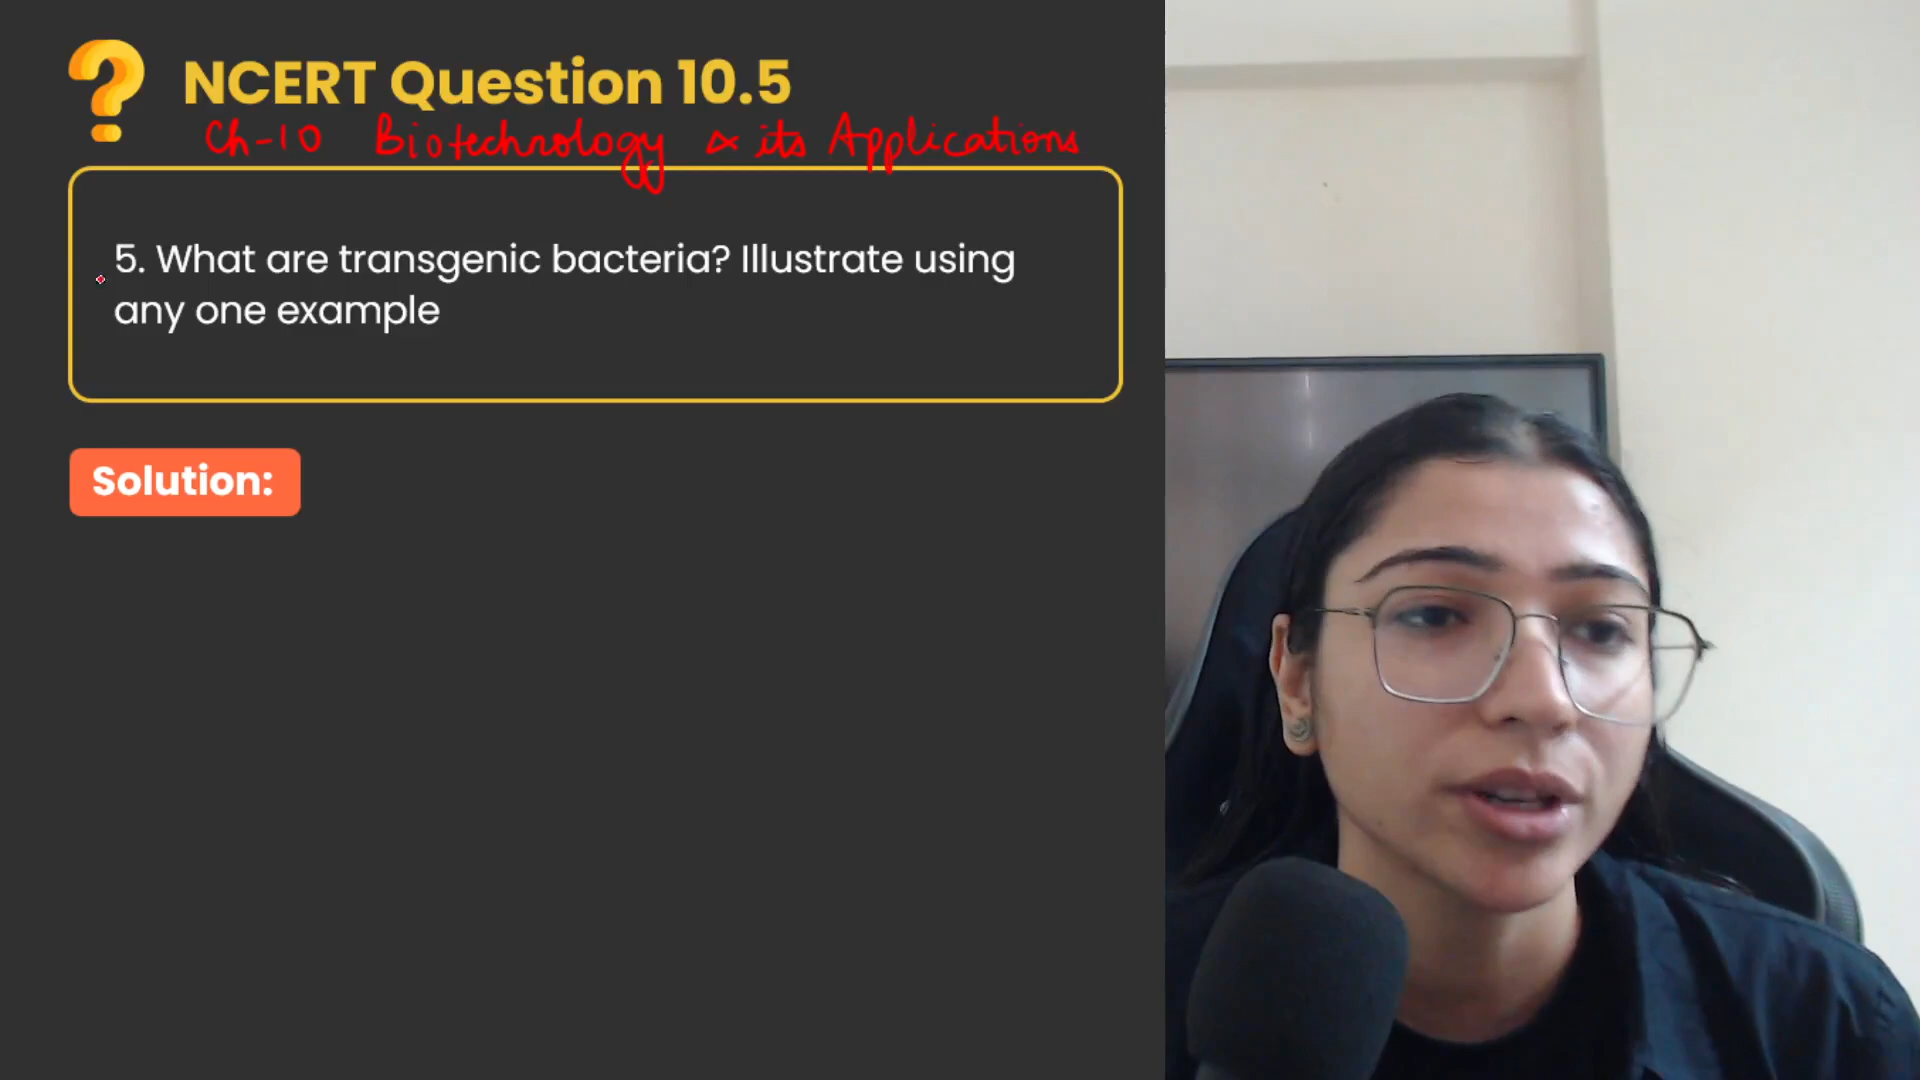 NCERT Question 10.5
Ch-10 Biotechnology & its Applications
5. What are transgenic bacteria? Illustrate using
any one example
Solution: